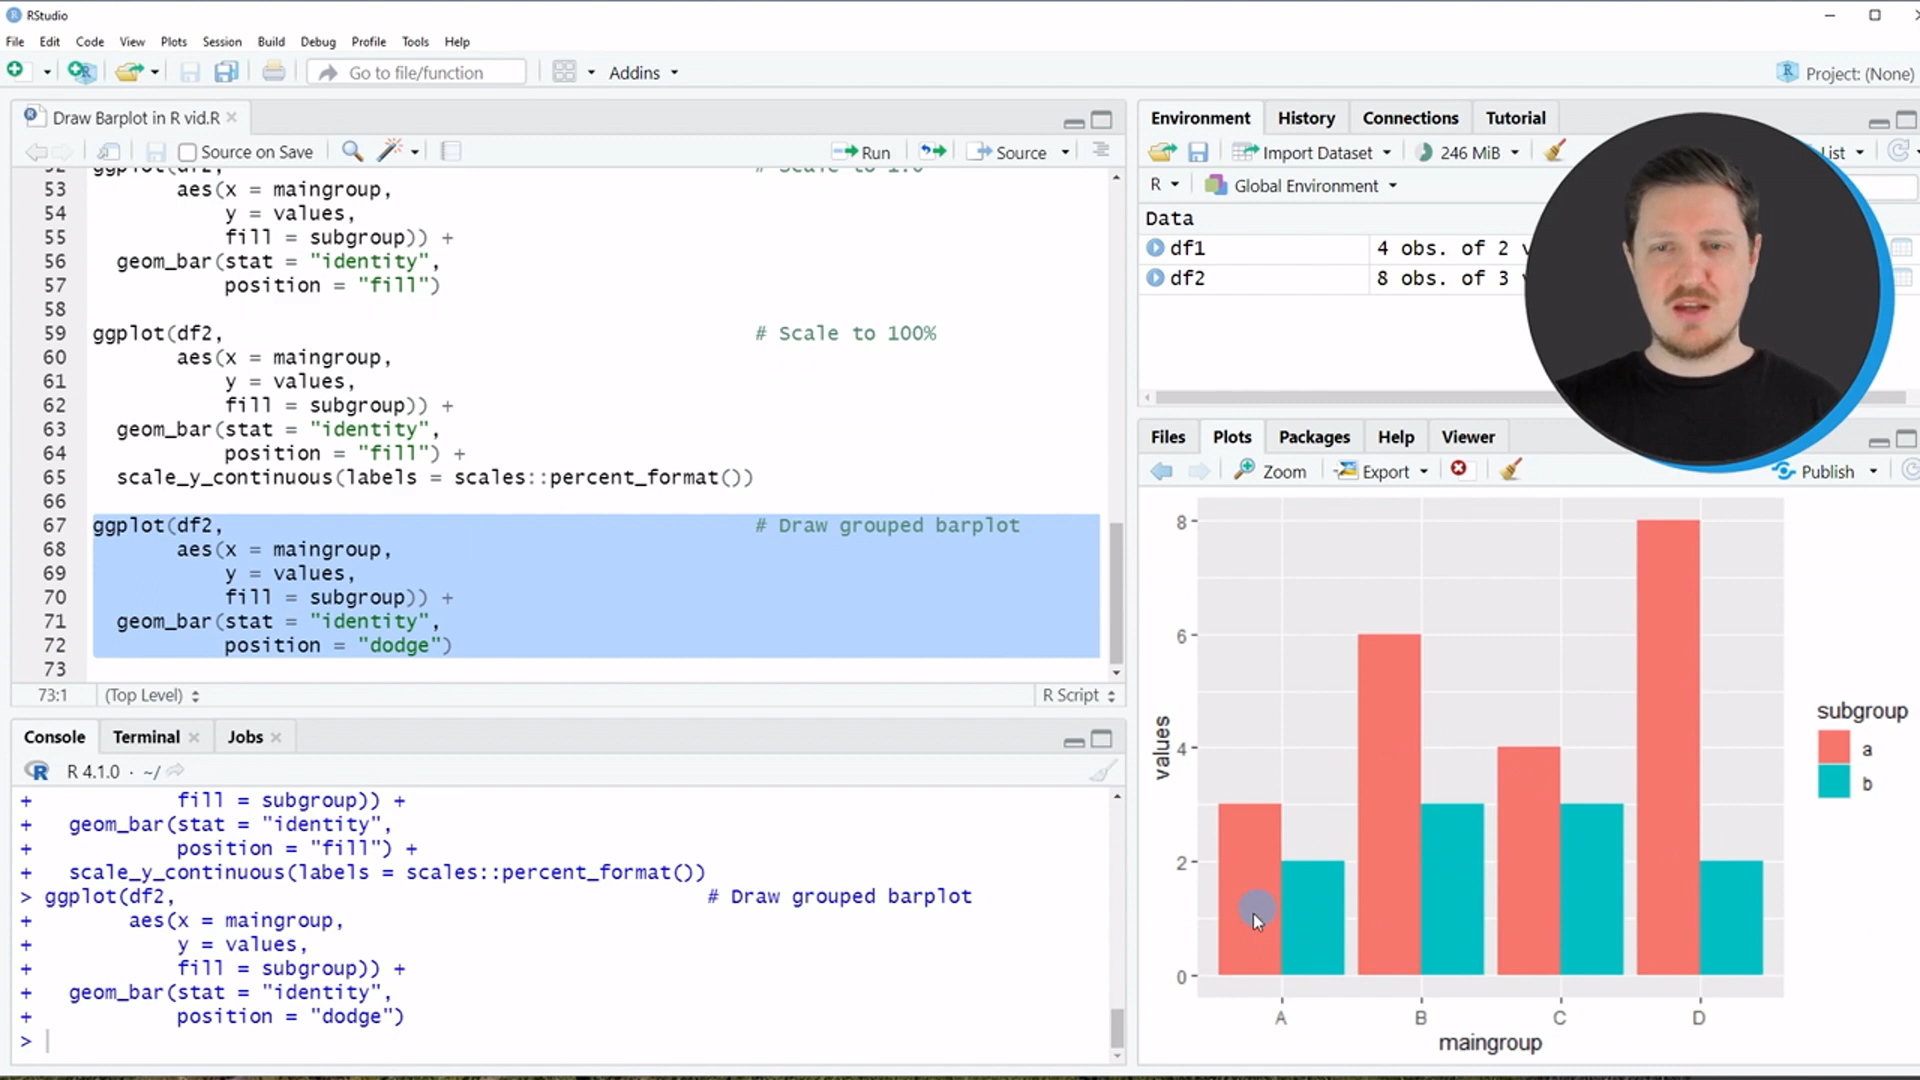 RStudio
File Edit Code View Plots Session Build Debug Profile Tools Help
Go to file/function Addins Project: (None)
Draw Barplot in R vid.R
Source on Save Run Source
53 aes(x = maingroup,
54 y = values,
55 fill = subgroup)) +
56 geom_bar(stat = "identity",
57 position = "fill")
58
59 ggplot(df2, # Scale to 100%
60 aes(x = maingroup,
61 y = values,
62 fill = subgroup)) +
63 geom_bar(stat = "identity",
64 position = "fill") +
65 scale_y_continuous(labels = scales::percent_format())
66
67 ggplot(df2, # Draw grouped barplot
68 aes(x = maingroup,
69 y = values,
70 fill = subgroup)) +
71 geom_bar(stat = "identity",
72 position = "dodge")
73
73:1 (Top Level) R Script
Console Terminal Jobs
R 4.1.0 · ~/
+ fill = subgroup)) +
+ geom_bar(stat = "identity",
+ position = "fill") +
+ scale_y_continuous(labels = scales::percent_format())
> ggplot(df2, # Draw grouped barplot
+ aes(x = maingroup,
+ y = values,
+ fill = subgroup)) +
+ geom_bar(stat = "identity",
+ position = "dodge")
>
Environment History Connections Tutorial
Import Dataset 246 MiB List
R Global Environment
Data
df1 4 obs. of 2 v
df2 8 obs. of 3
Files Plots Packages Help Viewer
Zoom Export Publish
8
6
4
2
0
values
A B C D
maingroup
subgroup
a
b